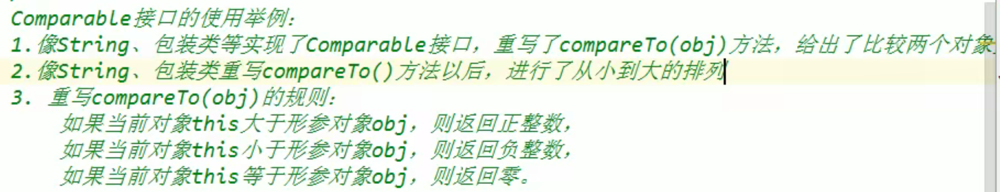 Comparable接口的使用举例：
1.像String、包装类等实现了Comparable接口，重写了compareTo(obj)方法，给出了比较两个对象
2.像String、包装类重写compareTo()方法以后，进行了从小到大的排列
3. 重写compareTo(obj)的规则：
如果当前对象this大于形参对象obj，则返回正整数，
如果当前对象this小于形参对象obj，则返回负整数，
如果当前对象this等于形参对象obj，则返回零。